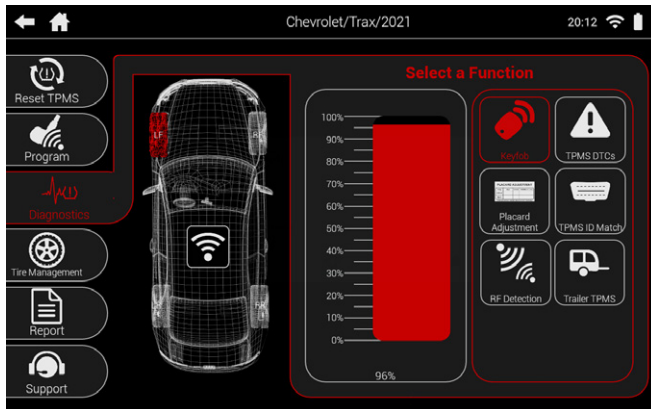 Chevrolet/Trax/2021
20:12
Reset TPMS
Program
Diagnostics
Tire Management
Report
Support
LF
Select a Function
100%
90%
80%
70%
60%
50%
40%
30%
20%
10%
0%
96%
Keyfob
TPMS DTCs
PLACARD ADJUSTMENT
Placard
Adjustment
TPMS ID Match
RF Detection
Trailer TPMS